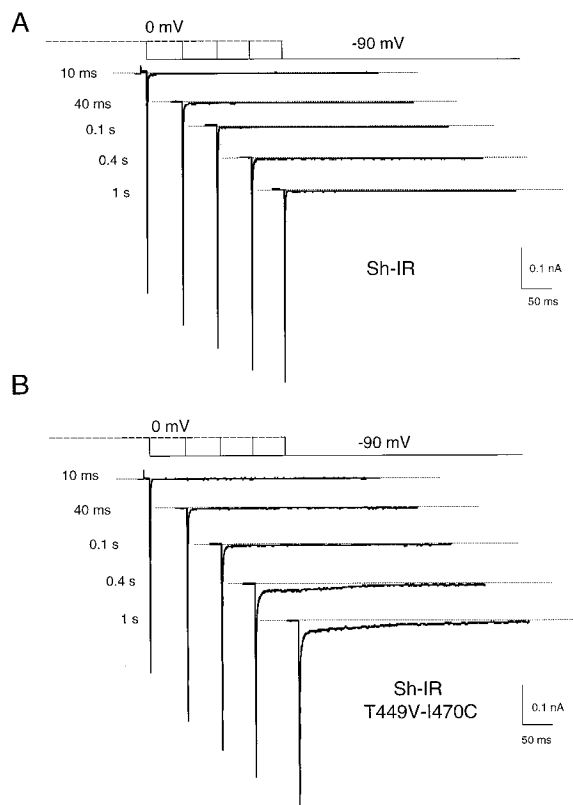 A
0 mV
-90 mV
10 ms
40 ms
0.1 s
0.4 s
1 s
Sh-IR
0.1 nA
50 ms
B
0 mV
-90 mV
10 ms
40 ms
0.1 s
0.4 s
1 s
Sh-IR
T449V-I470C
0.1 nA
50 ms